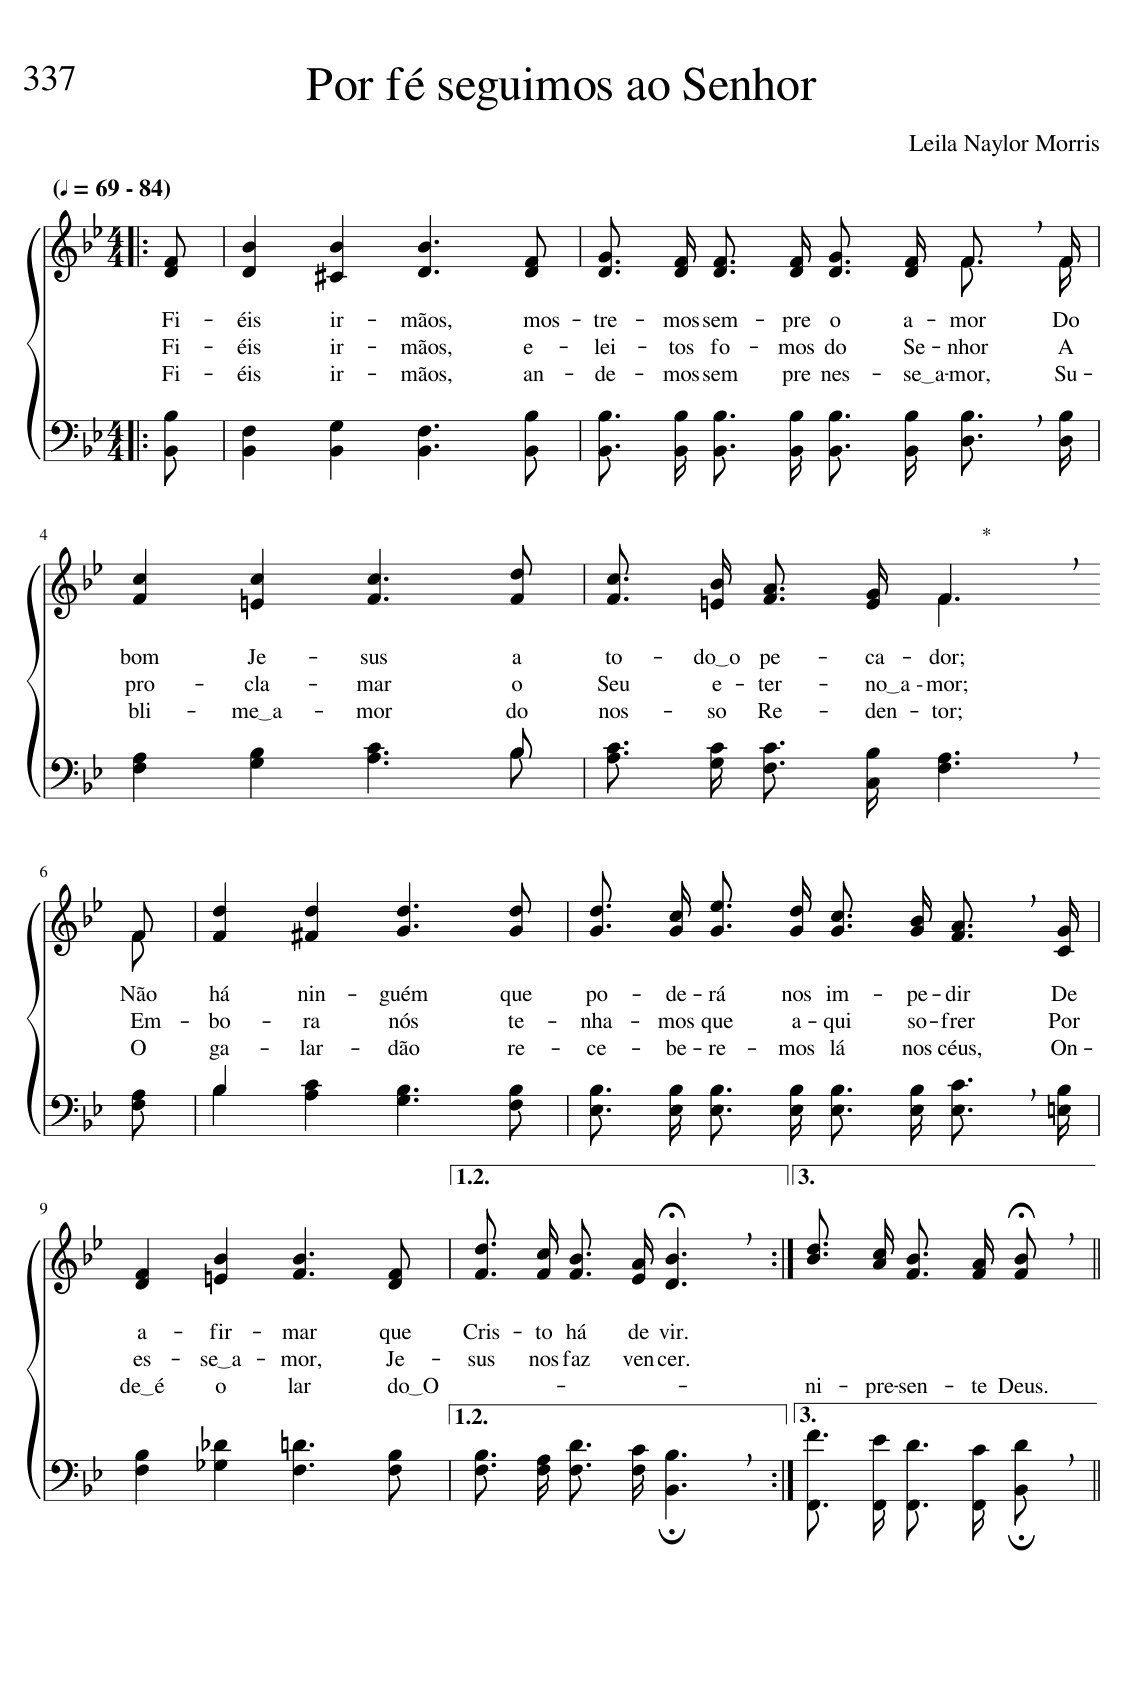 337
Por fé seguimos ao Senhor
Leila Naylor Morris
(♩ = 69 - 84)
Fi - éis ir - mãos, mos - tre - mos sem - pre o a - mor Do
Fi - éis ir - mãos, e - lei - tos fo - mos do Se - nhor A
Fi - éis ir - mãos, an - de - mos sem pre nes - se‿a - mor, Su -
4
*
bom Je - sus a to - do‿o pe - ca - dor;
pro - cla - mar o Seu e - ter - no‿a - mor;
bli - me‿a - mor do nos - so Re - den - tor;
6
Não há nin - guém que po - de - rá nos im - pe - dir De
Em - bo - ra nós te - nha - mos que a - qui so - frer Por
O ga - lar - dão re - ce - be - re - mos lá nos céus, On -
1.2. 3.
9
a - fir - mar que Cris - to há de vir.
es - se‿a - mor, Je - sus nos faz ven cer.
de‿é o lar do‿O - - - ni - pre - sen - te Deus.
1.2. 3.